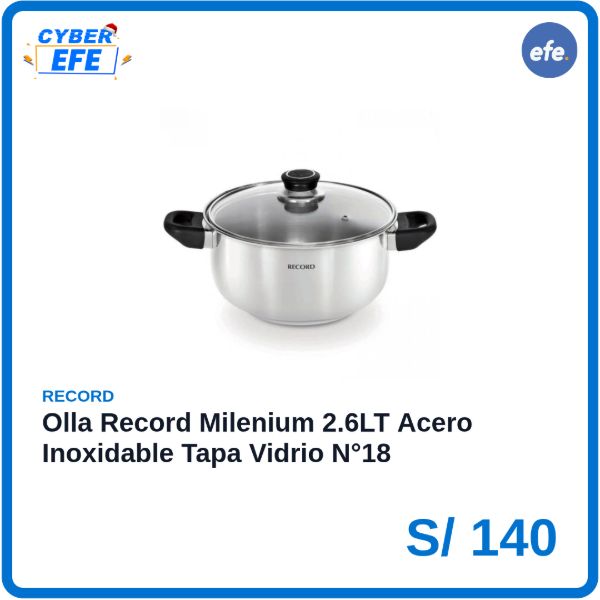 CYBER
EFE
efe.
RECORD
RECORD
Olla Record Milenium 2.6LT Acero
Inoxidable Tapa Vidrio N°18
S/ 140